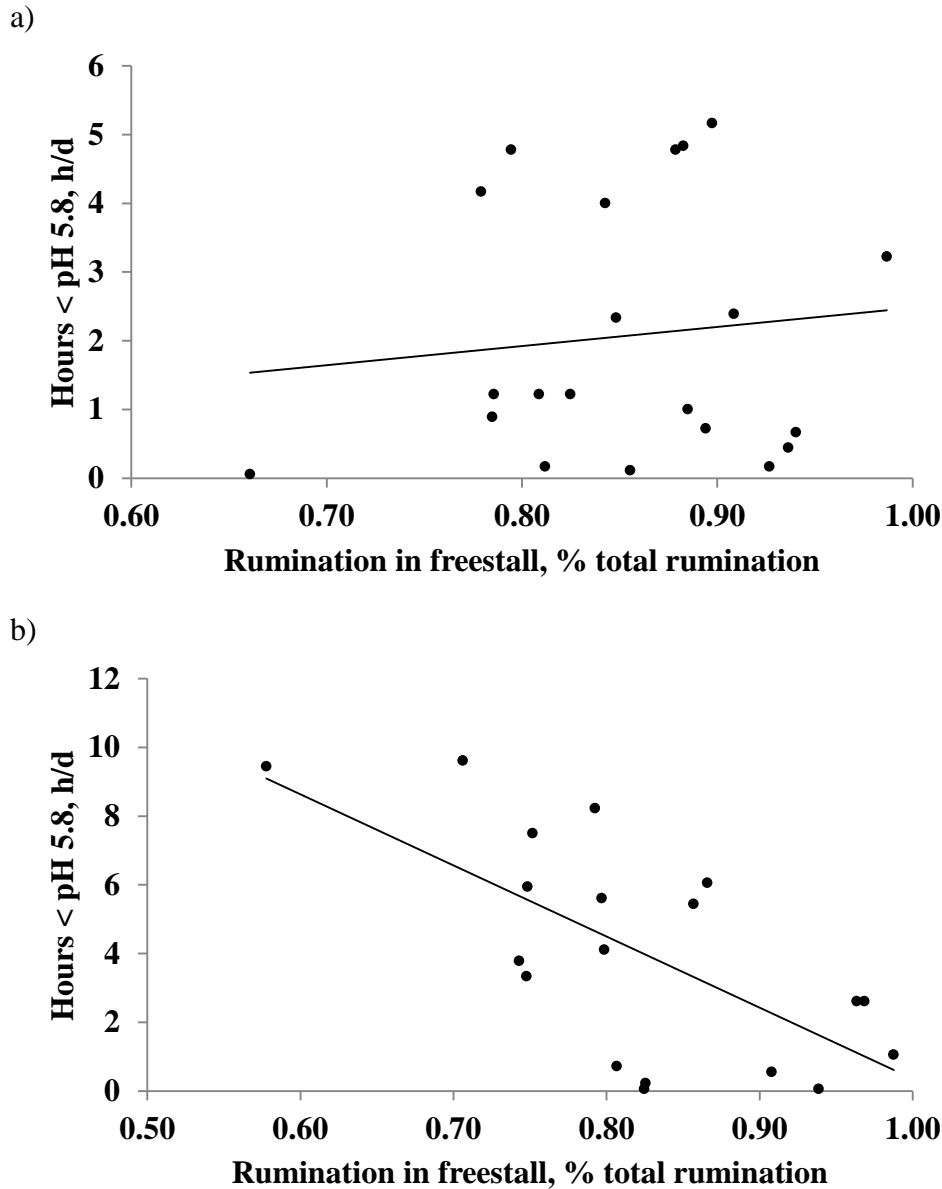 a)
6
5
4
3
2
1
0
Hours < pH 5.8, h/d
0.60 0.70 0.80 0.90 1.00
Rumination in freestall, % total rumination
b)
12
10
8
6
4
2
0
Hours < pH 5.8, h/d
0.50 0.60 0.70 0.80 0.90 1.00
Rumination in freestall, % total rumination